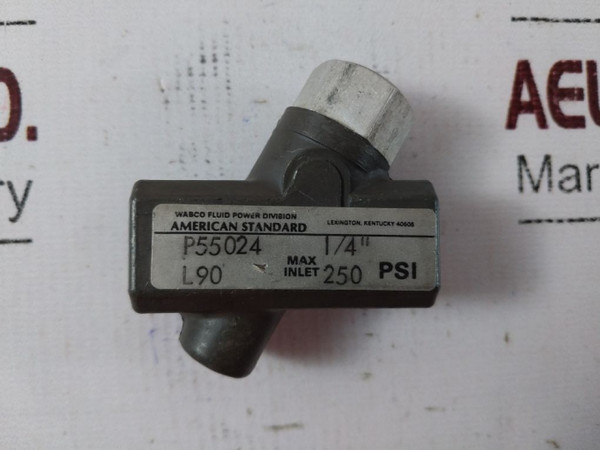 D.
ry
AEU
Mar
WABCO FLUID POWER DIVISION LEXINGTON, KENTUCKY 40508
AMERICAN STANDARD
P55024 1/4"
L90 MAX INLET 250 PSI